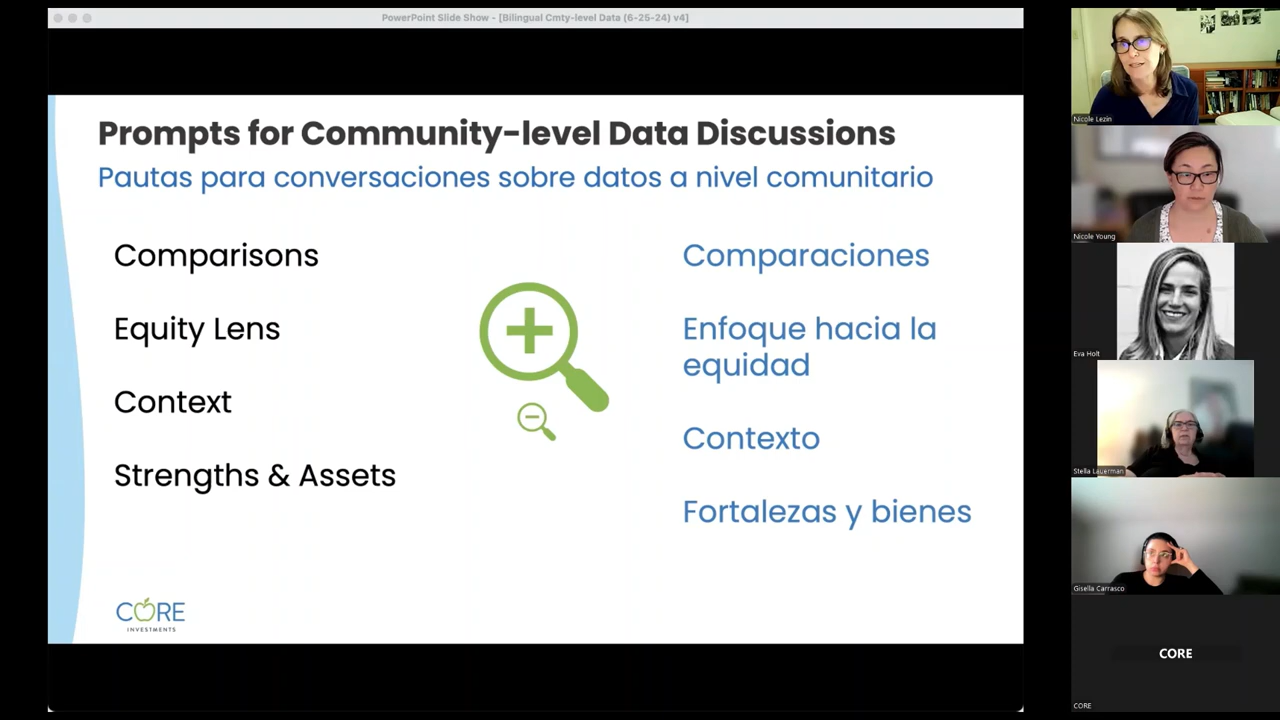 PowerPoint Slide Show - [Bilingual Cmty-level Data (6-25-24) v4]
Prompts for Community-level Data Discussions
Pautas para conversaciones sobre datos a nivel comunitario
Comparisons
Equity Lens
Context
Strengths & Assets
Comparaciones
Enfoque hacia la
equidad
Contexto
Fortalezas y bienes
CORE
INVESTMENTS
Nicole Lezin
Nicole Young
Eva Holt
Stella Lauerman
Gisella Carrasco
CORE
CORE